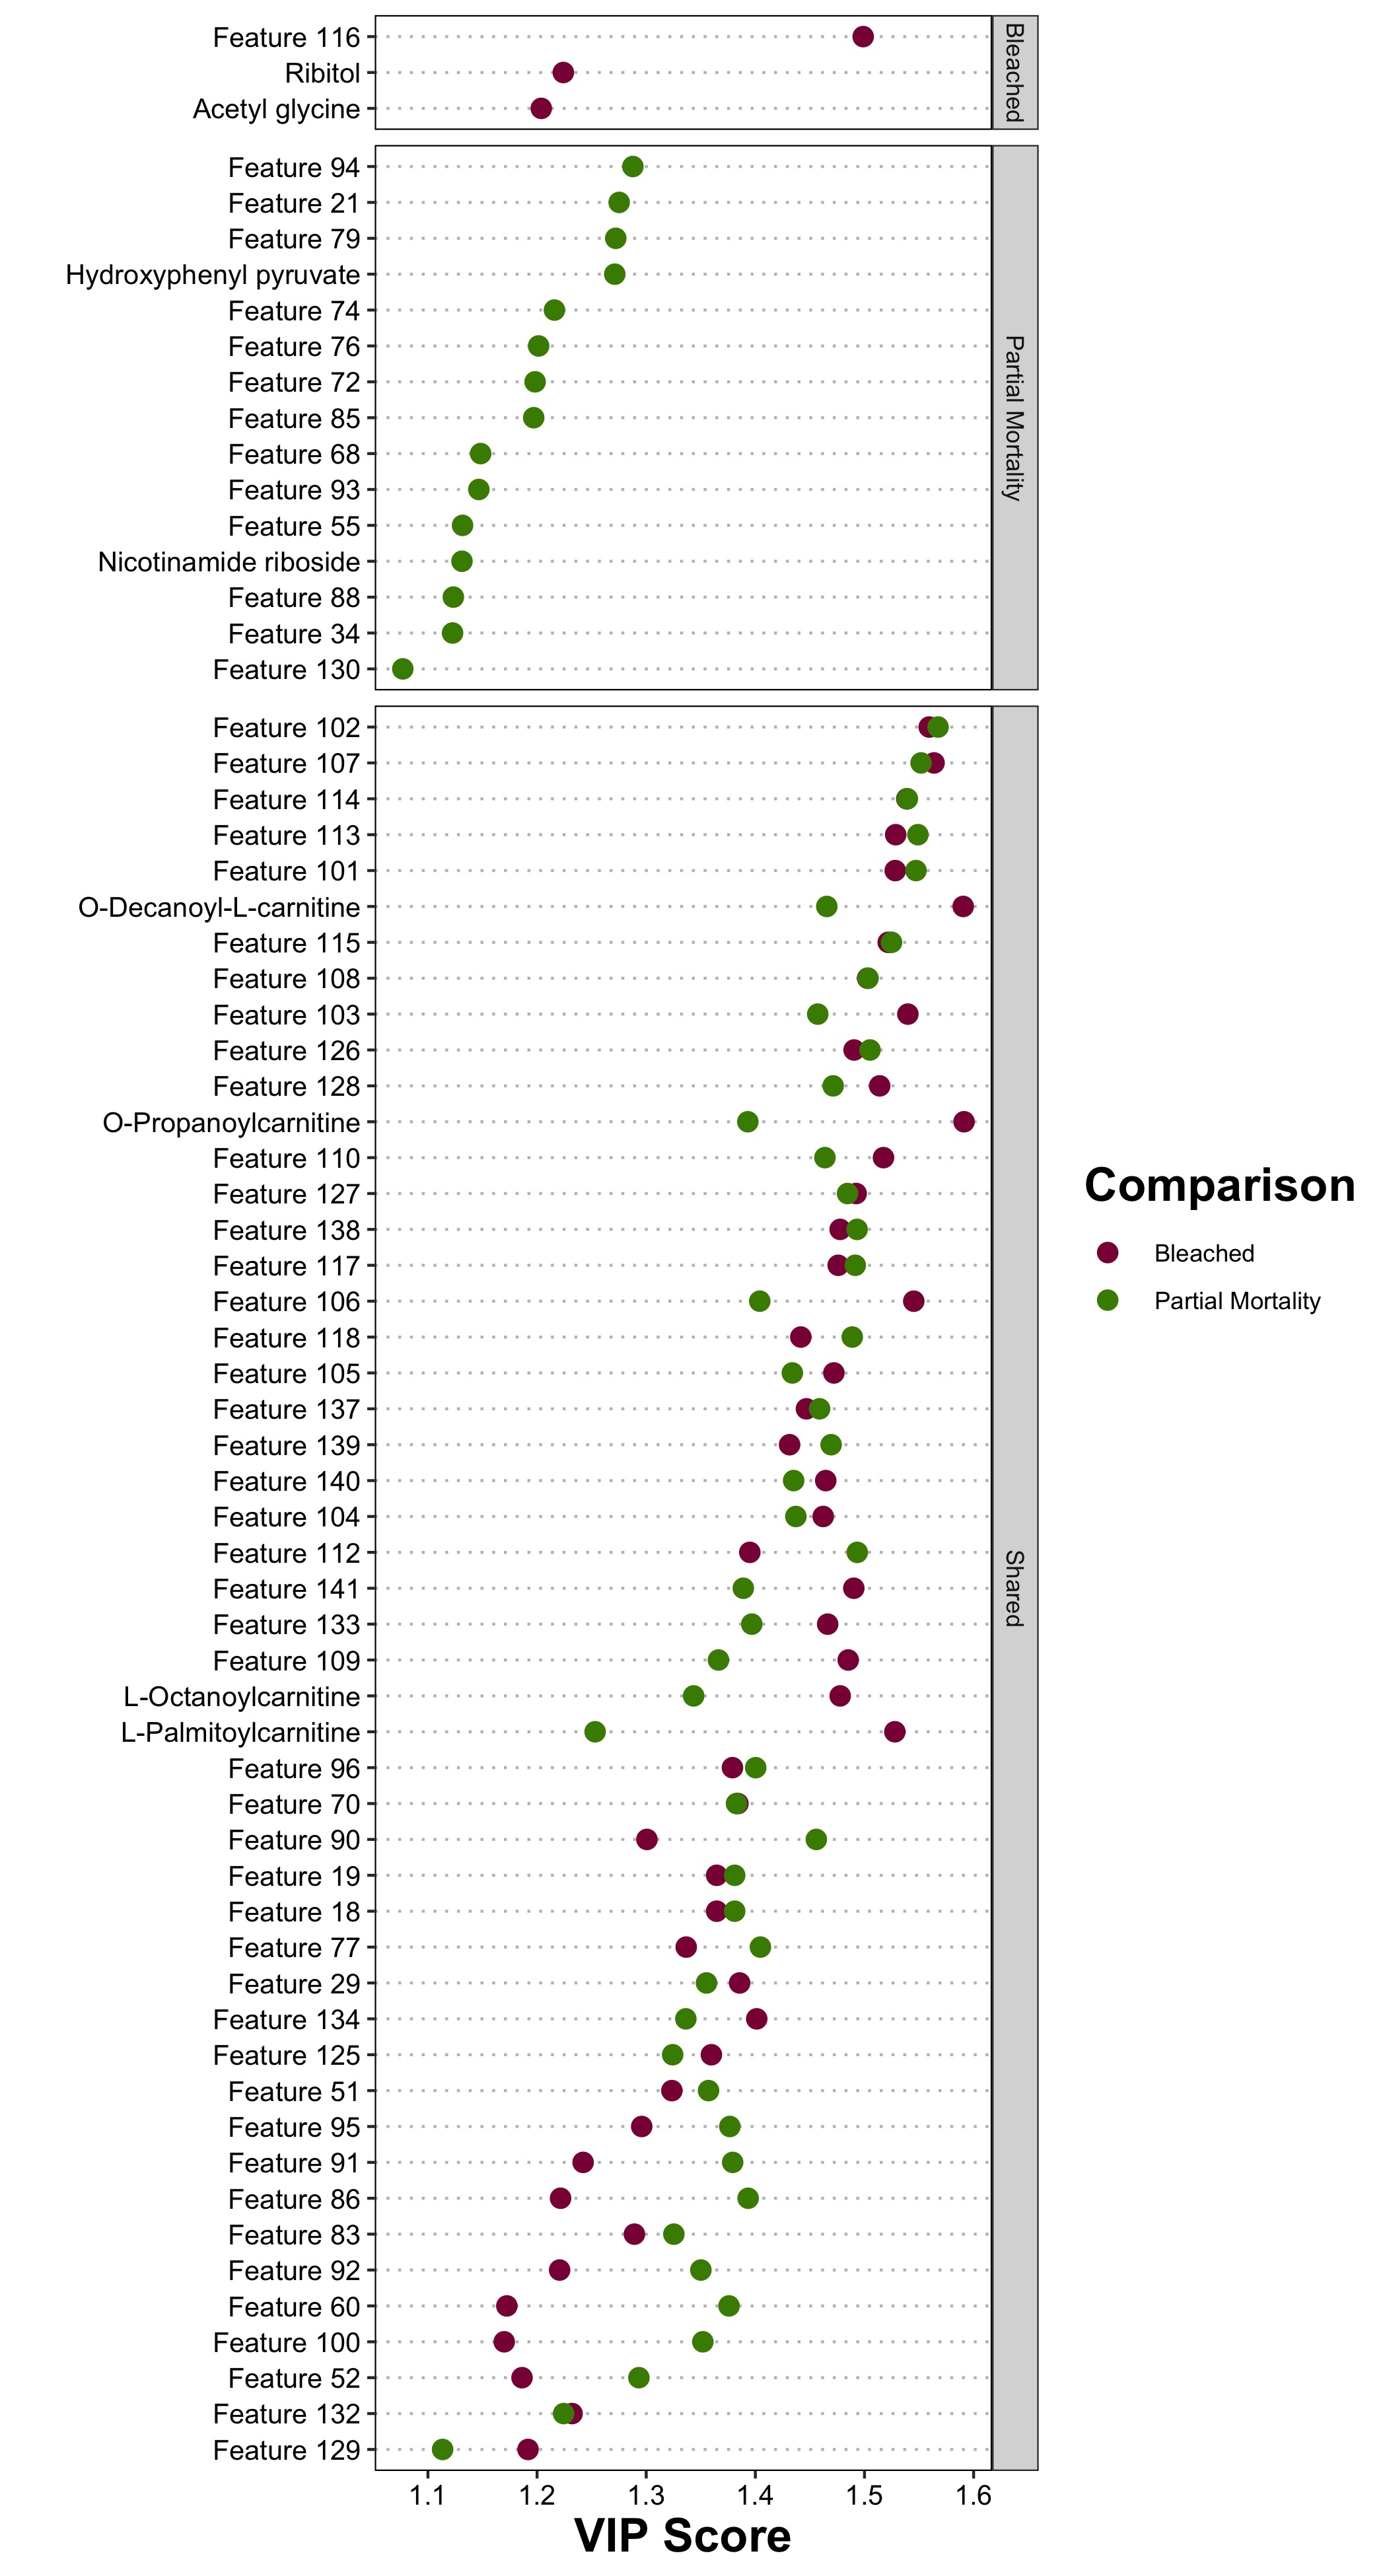 Feature 116
Ribitol
Acetyl glycine
Bleached
Feature 94
Feature 21
Feature 79
Hydroxyphenyl pyruvate
Feature 74
Feature 76
Feature 72
Feature 85
Feature 68
Feature 93
Feature 55
Nicotinamide riboside
Feature 88
Feature 34
Feature 130
Partial Mortality
Feature 102
Feature 107
Feature 114
Feature 113
Feature 101
O-Decanoyl-L-carnitine
Feature 115
Feature 108
Feature 103
Feature 126
Feature 128
O-Propanoylcarnitine
Feature 110
Feature 127
Feature 138
Feature 117
Feature 106
Feature 118
Feature 105
Feature 137
Feature 139
Feature 140
Feature 104
Feature 112
Feature 141
Feature 133
Feature 109
L-Octanoylcarnitine
L-Palmitoylcarnitine
Feature 96
Feature 70
Feature 90
Feature 19
Feature 18
Feature 77
Feature 29
Feature 134
Feature 125
Feature 51
Feature 95
Feature 91
Feature 86
Feature 83
Feature 92
Feature 60
Feature 100
Feature 52
Feature 132
Feature 129
Shared
1.1 1.2 1.3 1.4 1.5 1.6
VIP Score
Comparison
Bleached
Partial Mortality